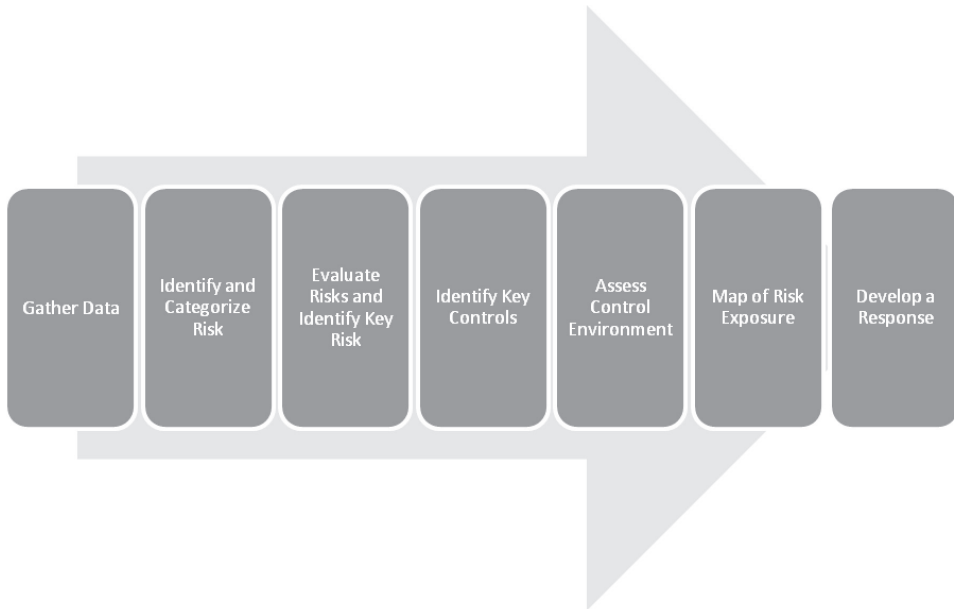 Gather Data
Identify and
Categorize
Risk
Evaluate
Risks and
Identify Key
Risk
Identify Key
Controls
Assess
Control
Environment
Map of Risk
Exposure
Develop a
Response